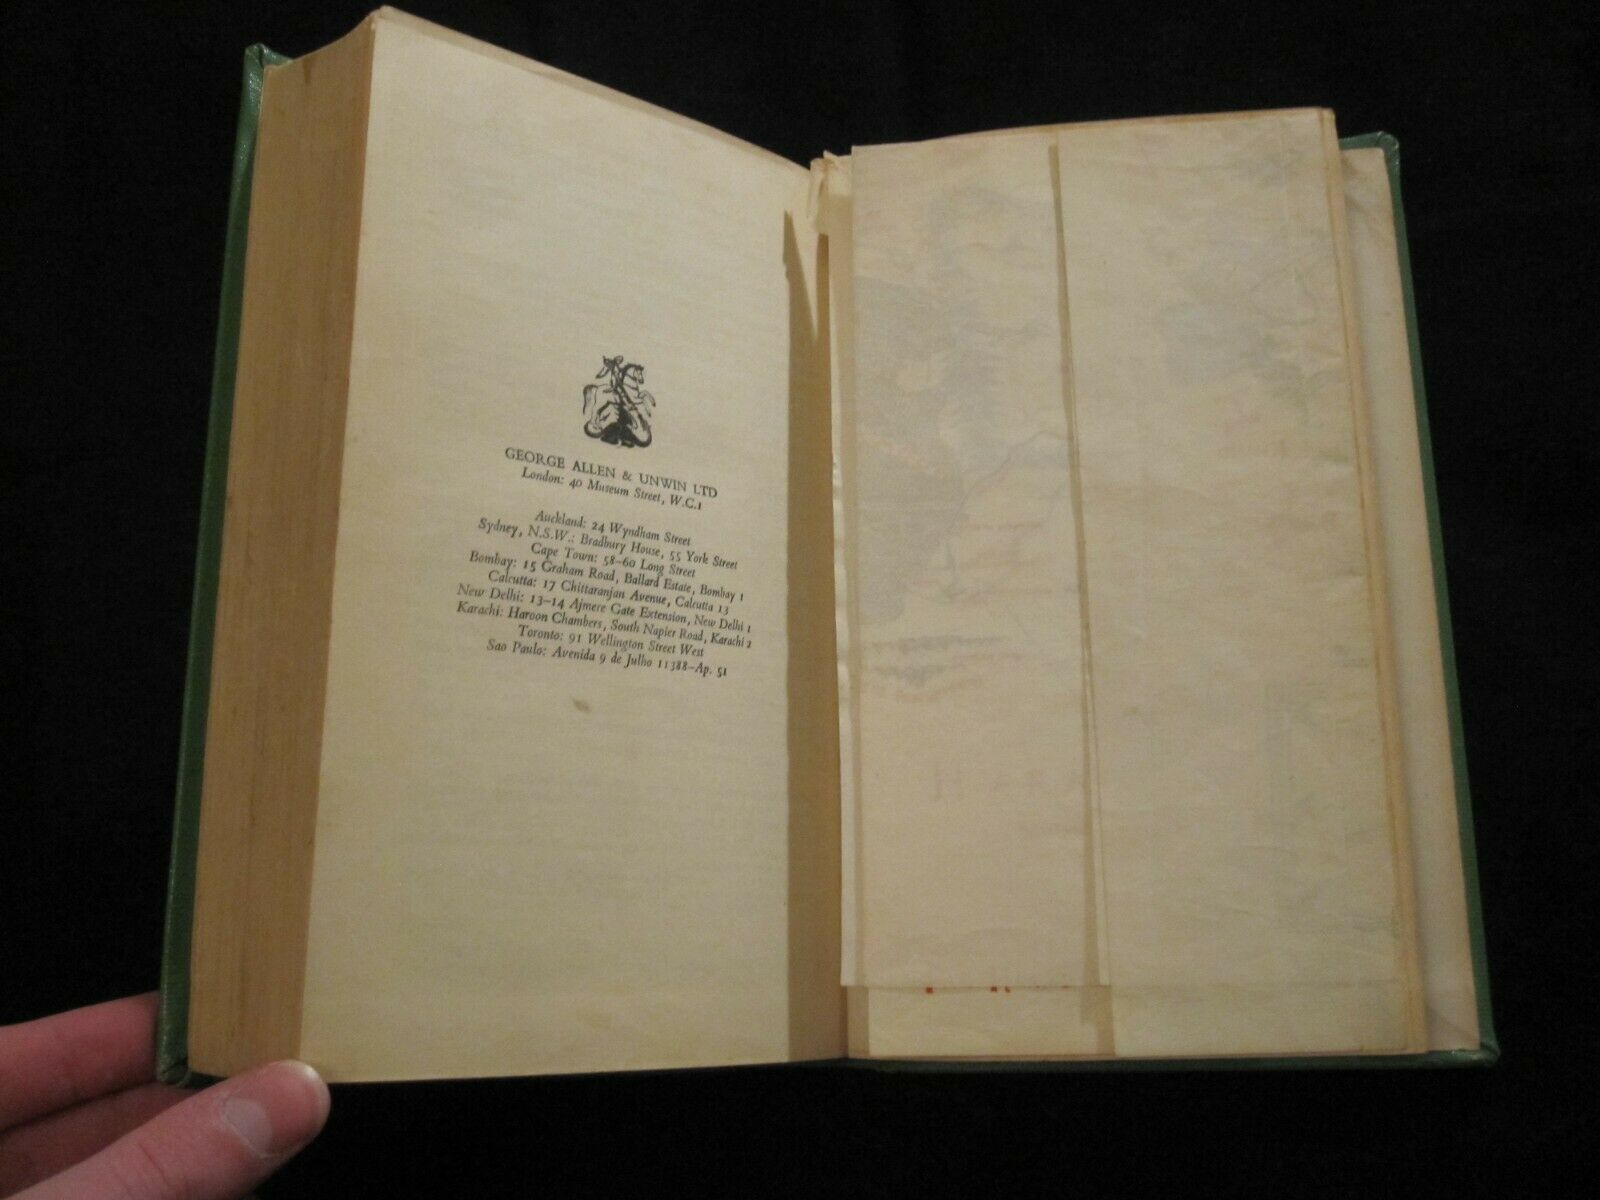 GEORGE ALLEN & UNWIN LTD
London: 40 Museum Street, W.C.1
Auckland: 24 Wyndham Street
Sydney, N.S.W.: Bradbury House, 55 York Street
Cape Town: 58–60 Long Street
Bombay: 15 Graham Road, Ballard Estate, Bombay 1
Calcutta: 17 Chittaranjan Avenue, Calcutta 13
New Delhi: 13–14 Ajmere Gate Extension, New Delhi 1
Karachi: Haroon Chambers, South Napier Road, Karachi 2
Toronto: 91 Wellington Street West
Sao Paulo: Avenida 9 de Julho 11388–Ap. 51